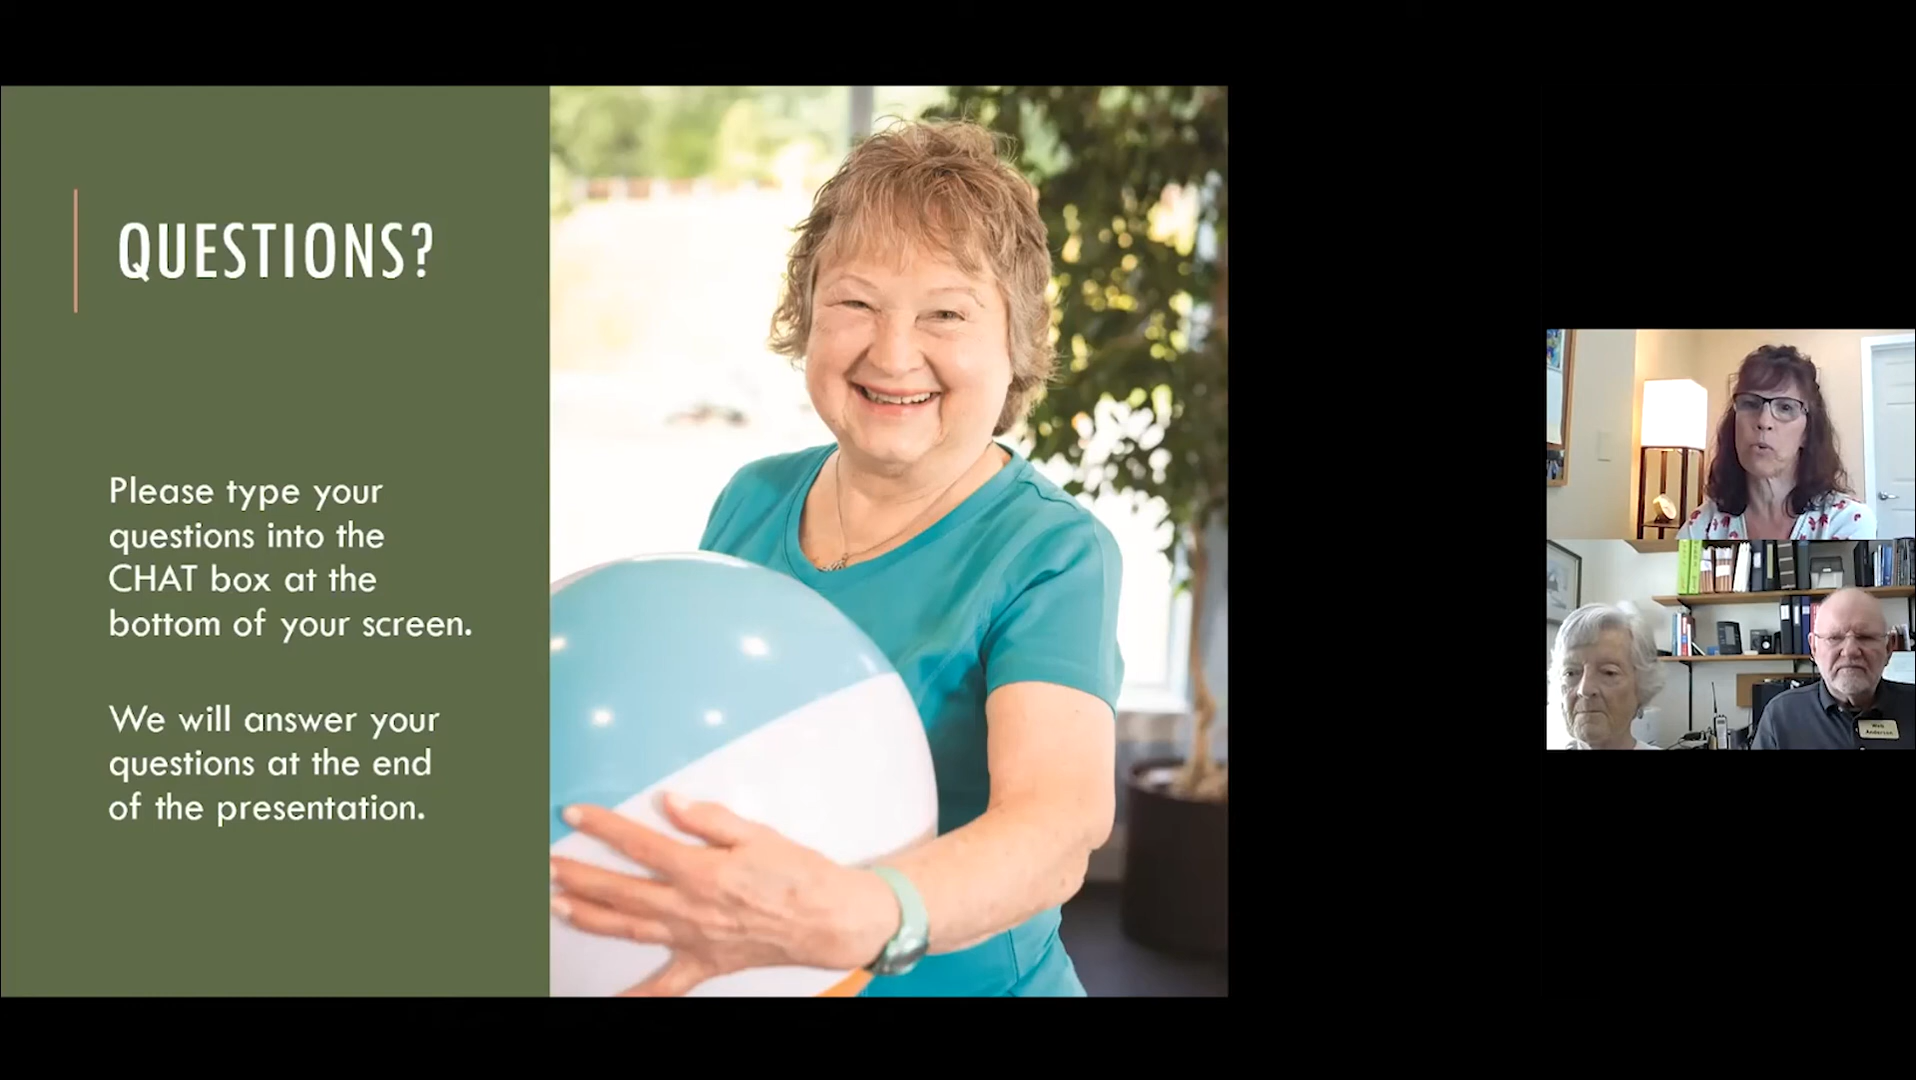 QUESTIONS?
Please type your
questions into the
CHAT box at the
bottom of your screen.
We will answer your
questions at the end
of the presentation.
Anderson